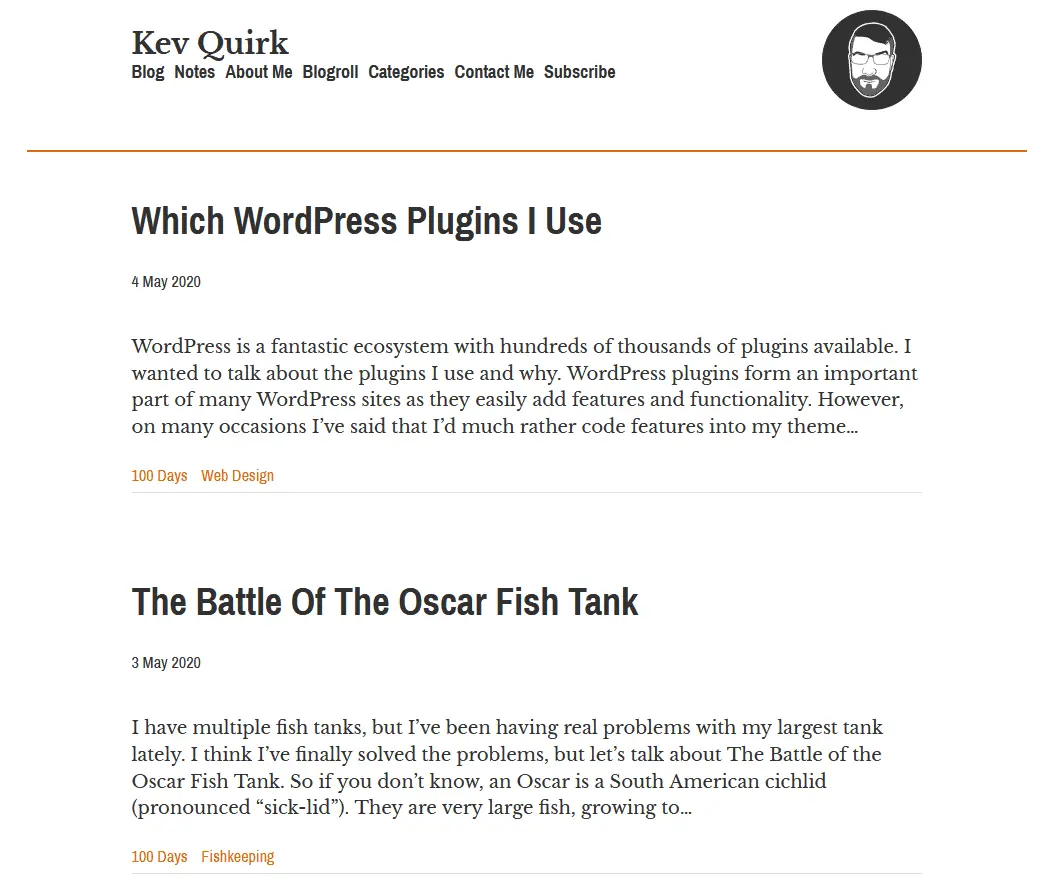 Kev Quirk
Blog Notes About Me Blogroll Categories Contact Me Subscribe
Which WordPress Plugins I Use
4 May 2020
WordPress is a fantastic ecosystem with hundreds of thousands of plugins available. I
wanted to talk about the plugins I use and why. WordPress plugins form an important
part of many WordPress sites as they easily add features and functionality. However,
on many occasions I’ve said that I’d much rather code features into my theme…
100 Days Web Design
The Battle Of The Oscar Fish Tank
3 May 2020
I have multiple fish tanks, but I’ve been having real problems with my largest tank
lately. I think I’ve finally solved the problems, but let’s talk about The Battle of the
Oscar Fish Tank. So if you don’t know, an Oscar is a South American cichlid
(pronounced “sick-lid”). They are very large fish, growing to…
100 Days Fishkeeping